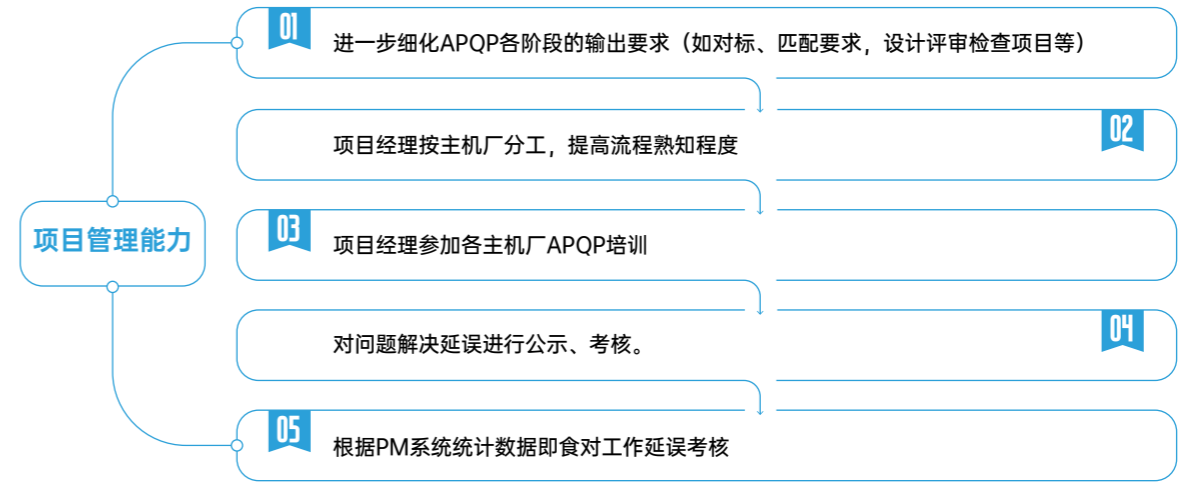 01
进一步细化APQP各阶段的输出要求（如对标、匹配要求，设计评审检查项目等）
项目经理按主机厂分工，提高流程熟知程度
02
项目管理能力
03
项目经理参加各主机厂APQP培训
对问题解决延误进行公示、考核。
04
05
根据PM系统统计数据即食对工作延误考核